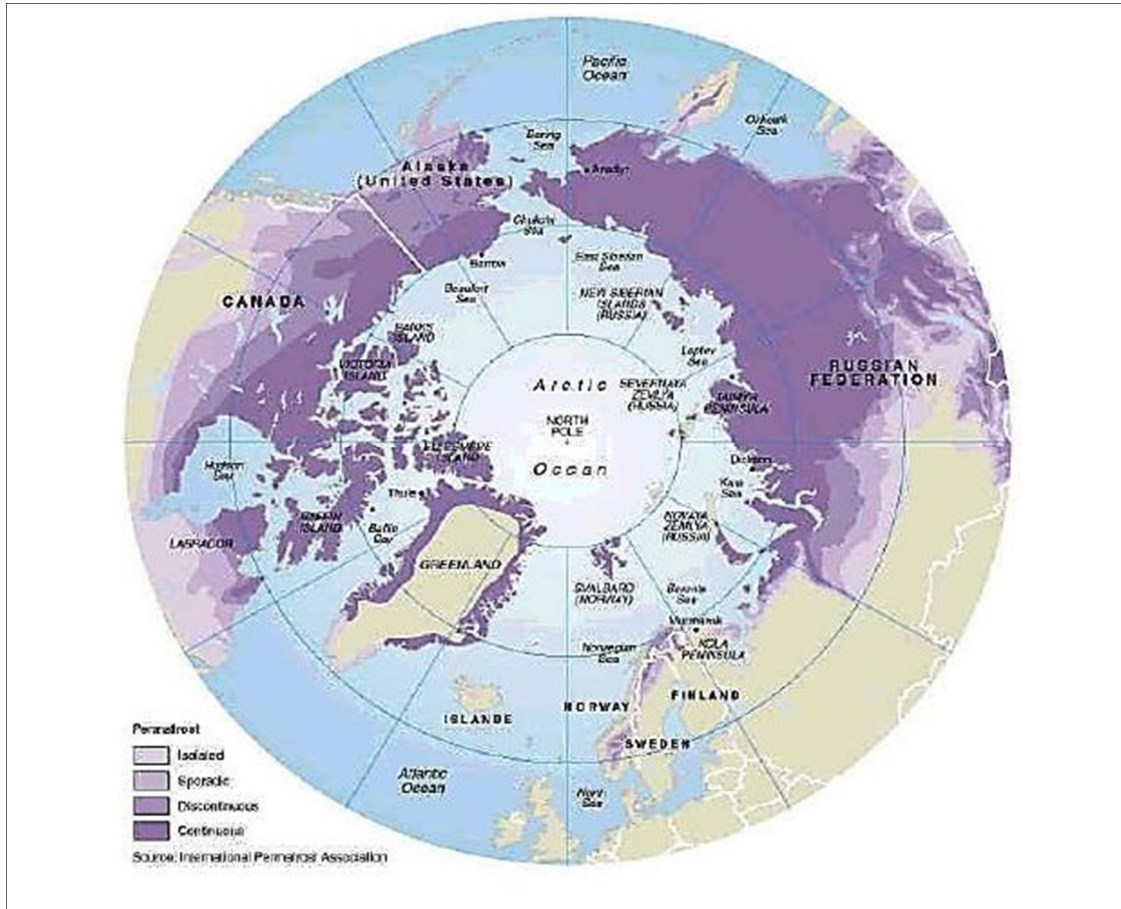 Pacific
Ocean
Okhotsk
Sea
Bering
Sea
Anadyr
Alaska
(United States)
Chukchi
Sea
Barrow
East Siberian
Sea
Beaufort
Sea
NEW SIBERIAN
ISLANDS
(RUSSIA)
CANADA
BANKS
ISLAND
VICTORIA
ISLAND
Laptev
Sea
RUSSIAN
FEDERATION
Arctic
SEVERNAYA
ZEMLYA
(RUSSIA)
TAIMYR
PENINSULA
NORTH
POLE
Ocean
ELLESMERE
ISLAND
Dickson
Hudson
Bay
Kara
Sea
Thule
BAFFIN
ISLAND
Baffin
Bay
NOVAYA
ZEMLYA
(RUSSIA)
LABRADOR
GREENLAND
SVALBARD
(NORWAY)
Barents
Sea
Murmansk
KOLA
PENINSULA
Norwegian
Sea
FINLAND
NORWAY
ISLANDE
SWEDEN
Atlantic
Ocean
North
Sea
Permafrost
Isolated
Sporadic
Discontinuous
Continuous
Source: International Permafrost Association